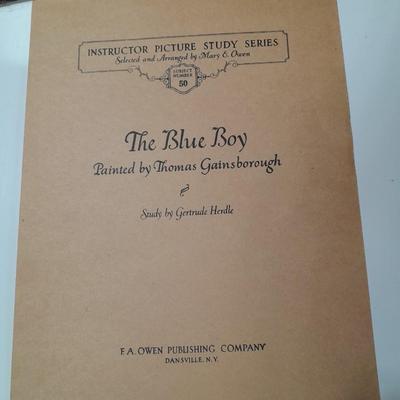 INSTRUCTOR PICTURE STUDY SERIES
Selected and Arranged by Mary E. Owen
SUBJECT
NUMBER
50
The Blue Boy
Painted by Thomas Gainsborough
Study by Gertrude Herdle
F. A. OWEN PUBLISHING COMPANY
DANSVILLE, N.Y.